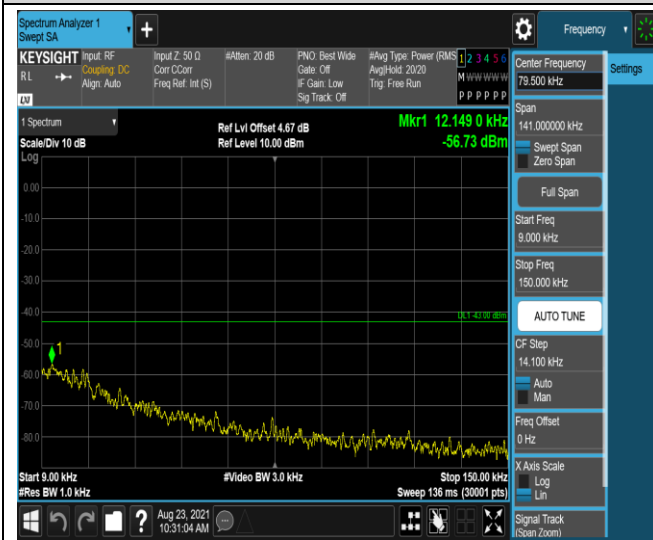 Spectrum Analyzer 1
Swept SA
+
Frequency
KEYSIGHT
RL
LXI
Input: RF
Coupling: DC
Align: Auto
Input Z: 50 Ω
Corr CCorr
Freq Ref: Int (S)
#Atten: 20 dB
PNO: Best Wide
Gate: Off
IF Gain: Low
Sig Track: Off
#Avg Type: Power (RMS
Avg|Hold: 20/20
Trig: Free Run
1 2 3 4 5 6
M W W W W W
P P P P P P
1 Spectrum
Scale/Div 10 dB
Log
Ref Lvl Offset 4.67 dB
Ref Level 10.00 dBm
Mkr1 12.149 0 kHz
-56.73 dBm
0.00
-10.0
-20.0
-30.0
-40.0
-50.0
-60.0
-70.0
-80.0
DL1 -43.00 dBm
1
Start 9.00 kHz
#Res BW 1.0 kHz
#Video BW 3.0 kHz
Stop 150.00 kHz
Sweep 136 ms (30001 pts)
?
Aug 23, 2021
10:31:04 AM
Center Frequency
79.500 kHz
Span
141.000000 kHz
Swept Span
Zero Span
Full Span
Start Freq
9.000 kHz
Stop Freq
150.000 kHz
AUTO TUNE
CF Step
14.100 kHz
Auto
Man
Freq Offset
0 Hz
X Axis Scale
Log
Lin
Signal Track
(Span Zoom)
Settings